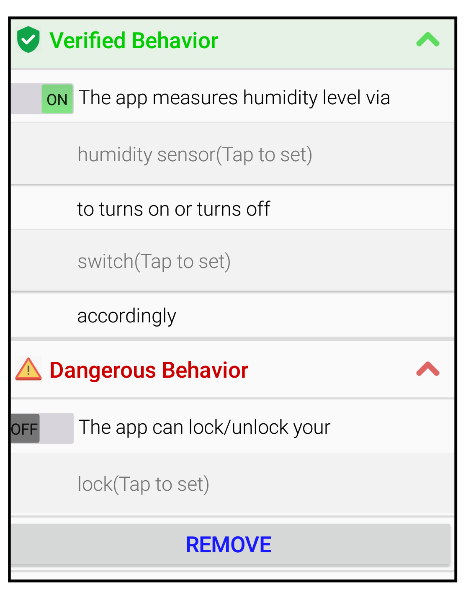 Verified Behavior
ON The app measures humidity level via
humidity sensor(Tap to set)
to turns on or turns off
switch(Tap to set)
accordingly
Dangerous Behavior
OFF The app can lock/unlock your
lock(Tap to set)
REMOVE